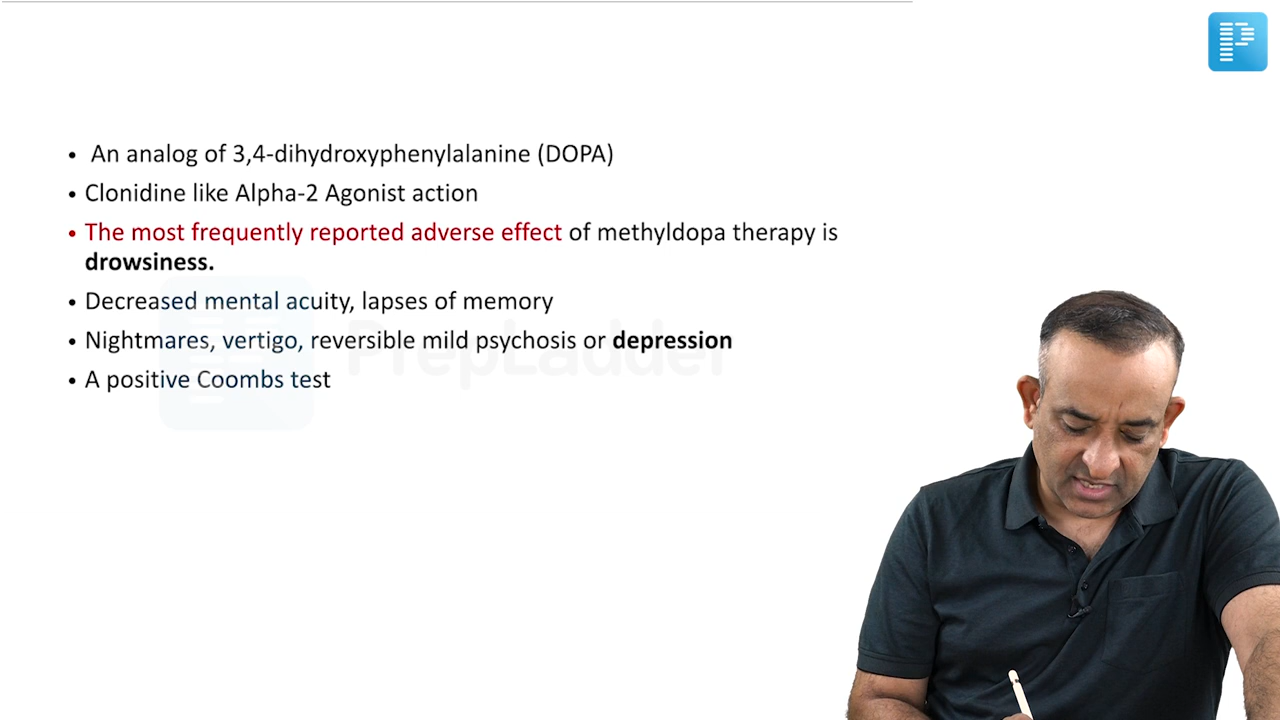 • An analog of 3,4-dihydroxyphenylalanine (DOPA)
• Clonidine like Alpha-2 Agonist action
• The most frequently reported adverse effect of methyldopa therapy is
drowsiness.
• Decreased mental acuity, lapses of memory
• Nightmares, vertigo, reversible mild psychosis or depression
• A positive Coombs test
PrepLadder